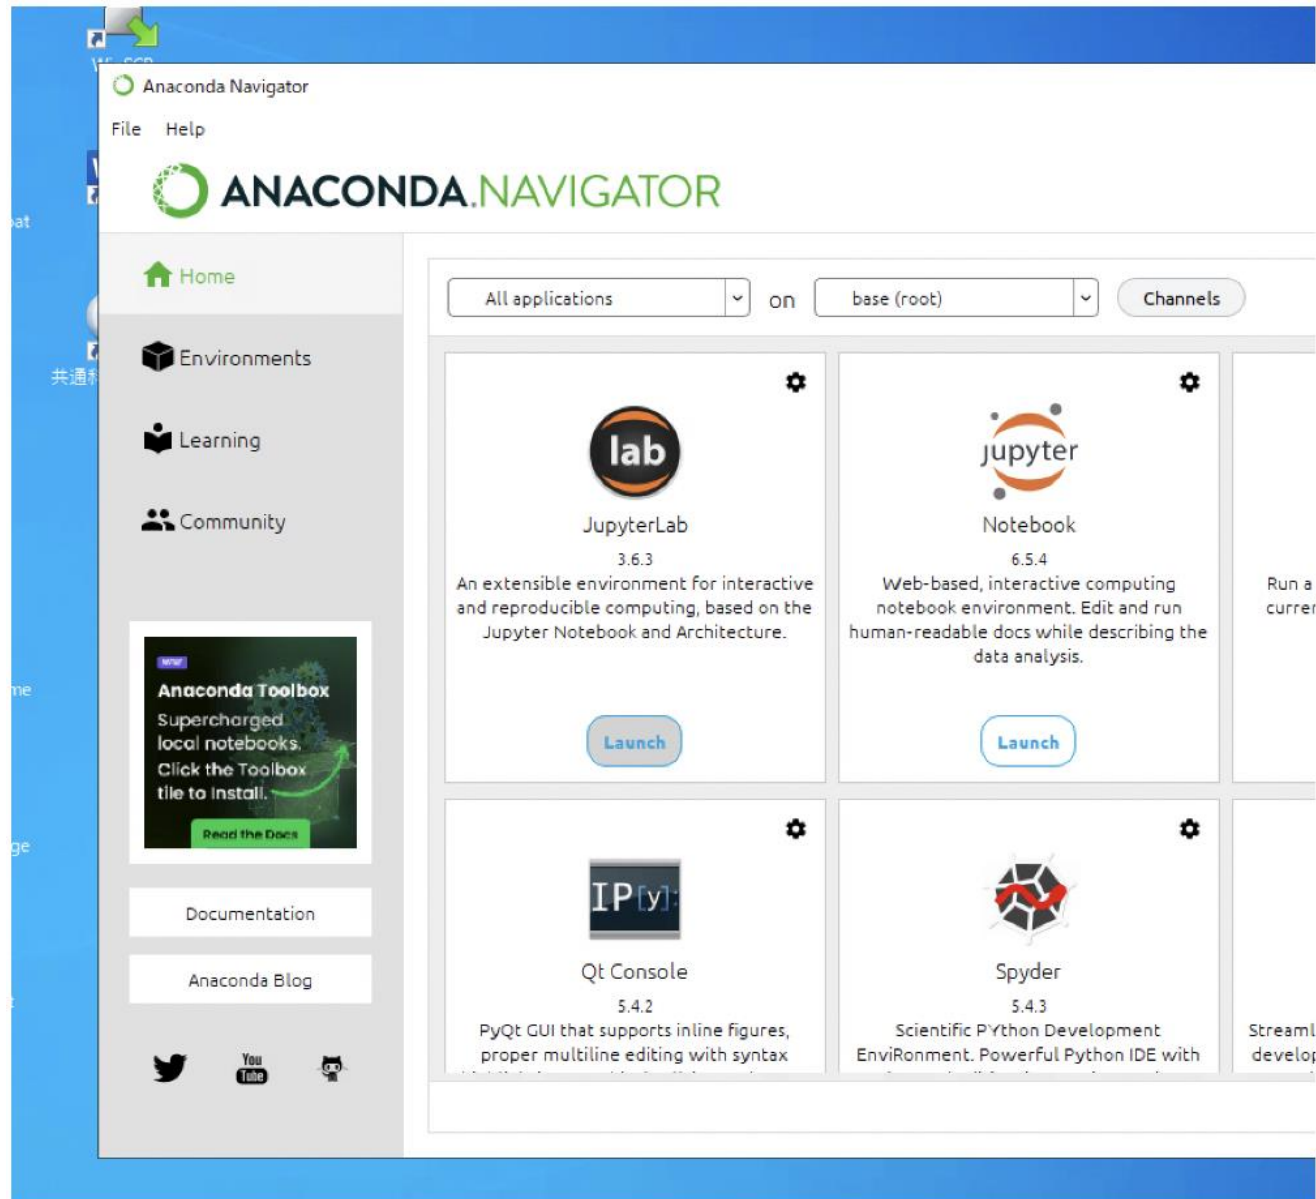 Anaconda Navigator
File Help
ANACONDA.NAVIGATOR
Home
Environments
Learning
Community
NEW
Anaconda Toolbox
Supercharged
local notebooks.
Click the Toolbox
tile to Install.
Read the Docs
Documentation
Anaconda Blog
You
Tube
All applications on base (root) Channels
lab
JupyterLab
3.6.3
An extensible environment for interactive
and reproducible computing, based on the
Jupyter Notebook and Architecture.
Launch
jupyter
Notebook
6.5.4
Web-based, interactive computing
notebook environment. Edit and run
human-readable docs while describing the
data analysis.
Launch
Run a
IP[y]:
Qt Console
5.4.2
PyQt GUI that supports inline figures,
proper multiline editing with syntax
Spyder
5.4.3
Scientific PYthon Development
EnviRonment. Powerful Python IDE with
共通